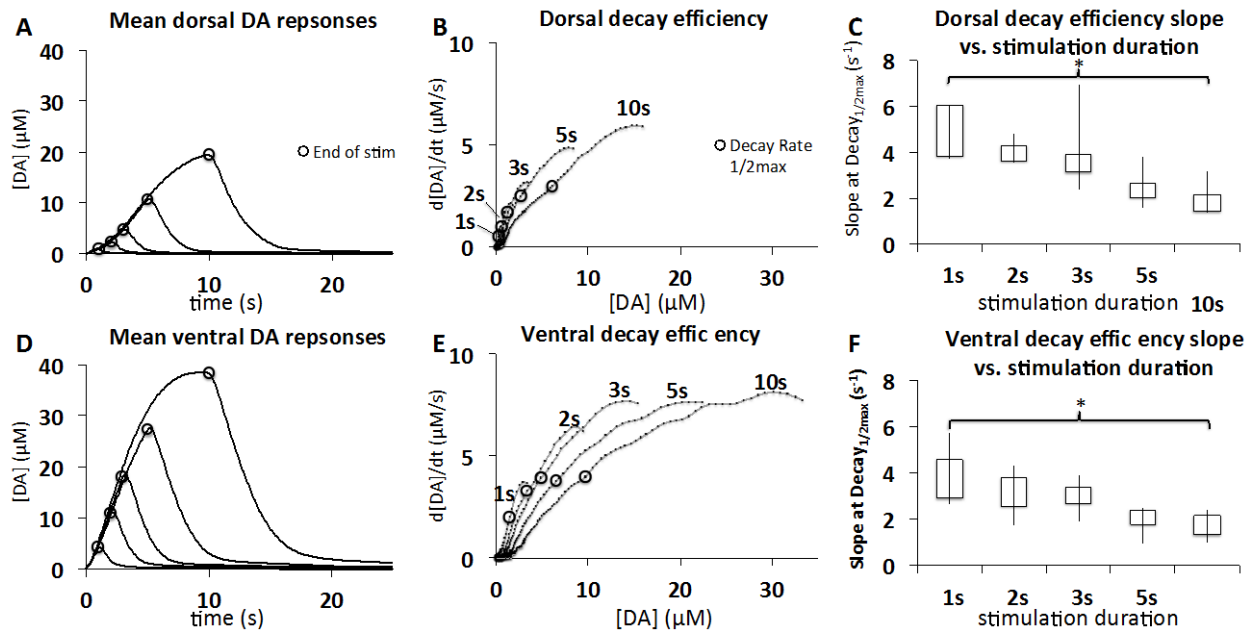 A
Mean dorsal DA repsonses
[DA] (μM)
40
30
20
10
0
End of stim
0
10
20
time (s)
B
Dorsal decay efficiency
d[DA]/dt (μM/s)
10
5
0
1s
2s
3s
5s
10s
Decay Rate
1/2max
0
10
20
30
[DA] (μM)
C
Dorsal decay efficiency slope
vs. stimulation duration
Slope at Decay1/2max (s-1)
8
6
4
2
0
*
1s
2s
3s
5s
10s
stimulation duration
D
Mean ventral DA repsonses
[DA] (μM)
40
30
20
10
0
0
10
20
time (s)
E
Ventral decay effic ency
d[DA]/dt (μM/s)
10
5
0
1s
2s
3s
5s
10s
0
10
20
30
[DA] (μM)
F
Ventral decay effic ency slope
vs. stimulation duration
Slope at Decay1/2max (s-1)
8
6
4
2
0
*
1s
2s
3s
5s
stimulation duration